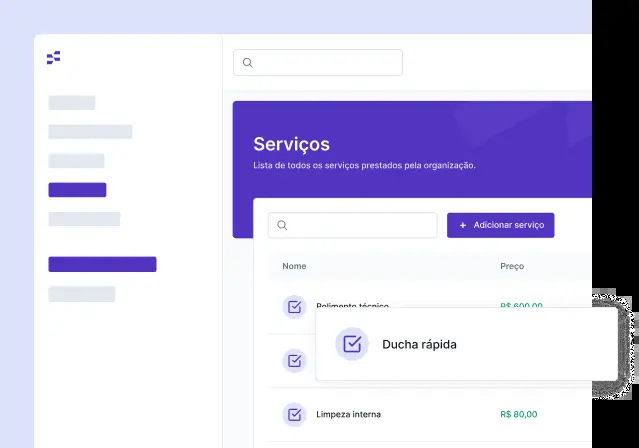 Serviços
Lista de todos os serviços prestados pela organização.
+ Adicionar serviço
Nome Preço
Polimento técnico R$ 600,00
Ducha rápida
Limpeza interna R$ 80,00